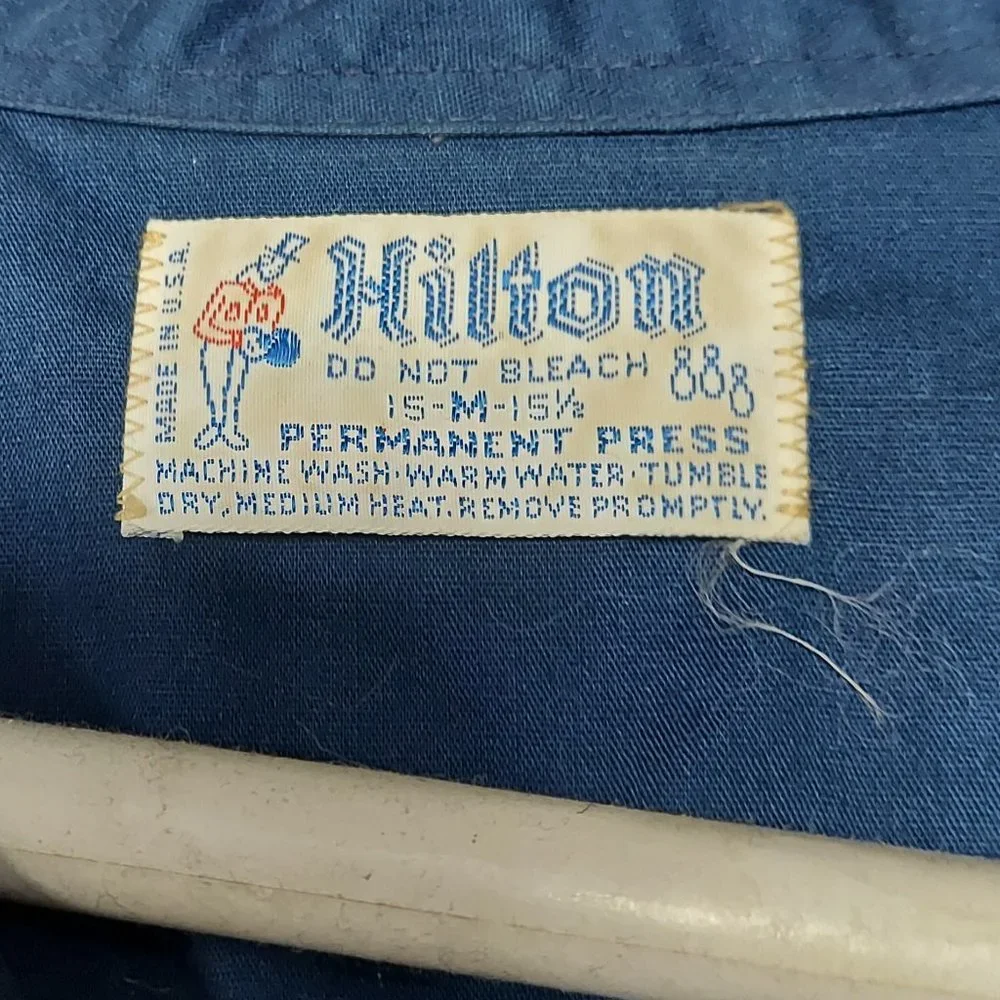 MADE IN U.S.A.
Hilton
DO NOT BLEACH
15-M-15½
PERMANENT PRESS
MACHINE WASH·WARM WATER·TUMBLE
DRY, MEDIUM HEAT. REMOVE PROMPTLY.